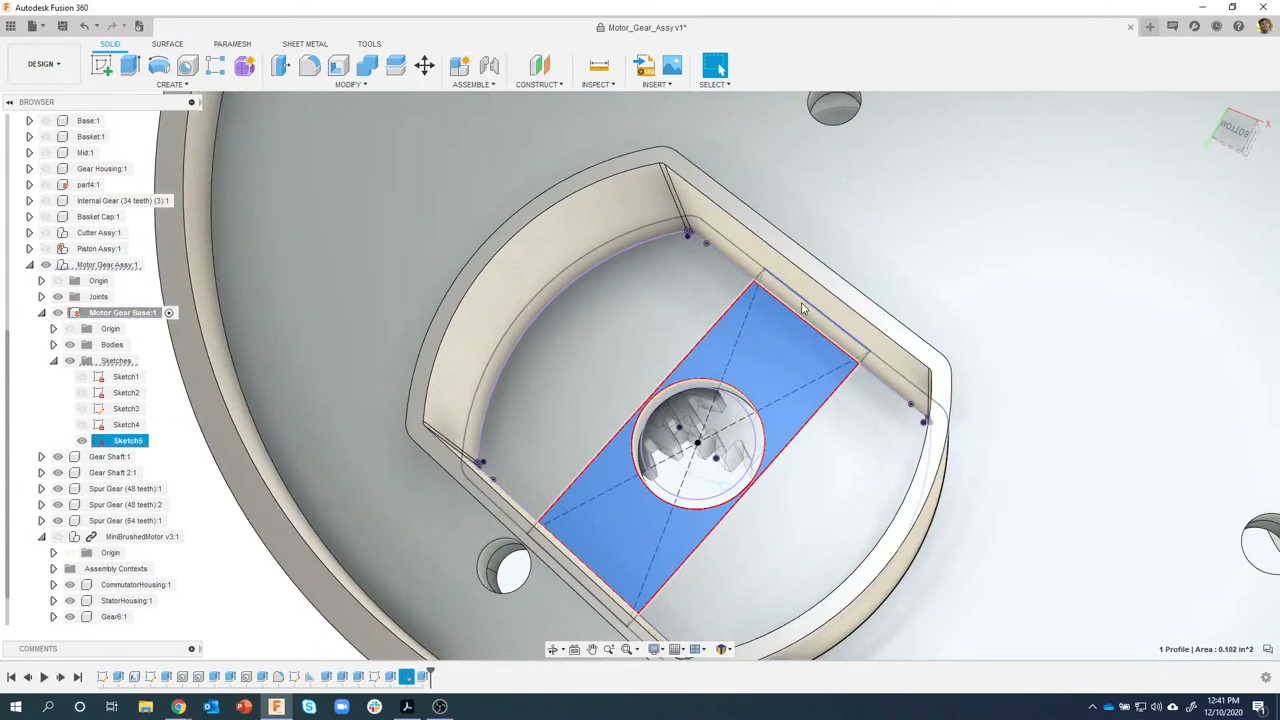 Autodesk Fusion 360
Motor_Gear_Assy v1*
DESIGN
SOLID SURFACE PARAMESH SHEET METAL TOOLS
CREATE MODIFY ASSEMBLE CONSTRUCT INSPECT INSERT SELECT
BROWSER
Base:1
Basket:1
Mid:1
Gear Housing:1
part4:1
Internal Gear (34 teeth) (3):1
Basket Cap:1
Cutter Assy:1
Piston Assy:1
Motor Gear Assy:1
Origin
Joints
Motor Gear Base:1
Origin
Bodies
Sketches
Sketch1
Sketch2
Sketch3
Sketch4
Sketch5
Gear Shaft:1
Gear Shaft 2:1
Spur Gear (48 teeth):1
Spur Gear (48 teeth):2
Spur Gear (64 teeth):1
MiniBrushedMotor v3:1
Origin
Assembly Contexts
CommutatorHousing:1
StatorHousing:1
Gear6:1
BOTTOM
X
COMMENTS
1 Profile | Area : 0.102 in^2
12:41 PM
12/10/2020